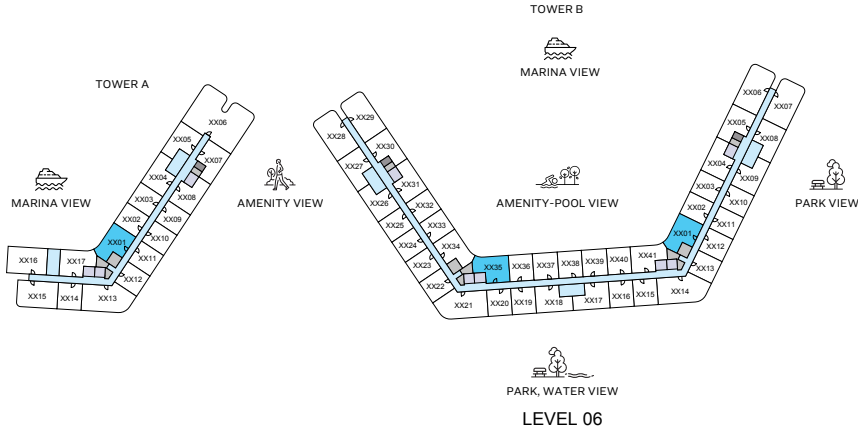 TOWER B
MARINA VIEW
TOWER A
XX06
XX05
XX07
XX04
XX08
XX03
XX09
XX02
XX10
XX01
XX11
XX12
XX16
XX17
XX15
XX14
XX13
MARINA VIEW
AMENITY VIEW
XX29
XX28
XX30
XX27
XX31
XX26
XX32
XX25
XX33
XX24
XX34
XX23
XX22
XX21
XX35
XX36
XX37
XX38
XX39
XX40
XX41
XX20
XX19
XX18
XX17
XX16
XX15
XX14
AMENITY-POOL VIEW
XX06
XX07
XX05
XX08
XX04
XX09
XX03
XX10
XX02
XX11
XX01
XX12
XX13
PARK VIEW
PARK, WATER VIEW
LEVEL 06